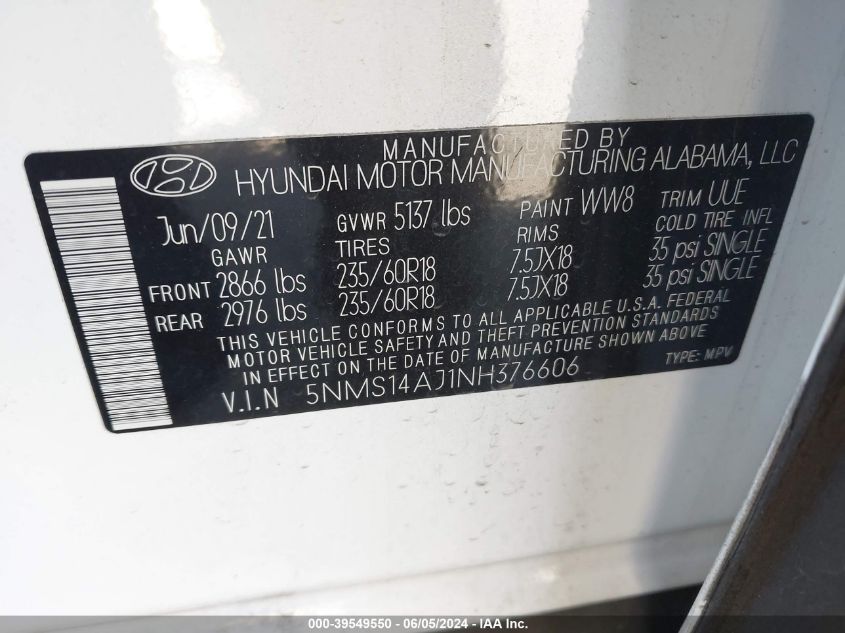 MANUFACTURED BY
HYUNDAI MOTOR MANUFACTURING ALABAMA, LLC
Jun/09/21 GVWR 5137 lbs PAINT WW8 TRIM UUE
GAWR TIRES RIMS COLD TIRE INFL
FRONT 2866 lbs 235/60R18 7.5JX18 35 psi SINGLE
REAR 2976 lbs 235/60R18 7.5JX18 35 psi SINGLE
THIS VEHICLE CONFORMS TO ALL APPLICABLE U.S.A. FEDERAL
MOTOR VEHICLE SAFETY AND THEFT PREVENTION STANDARDS
IN EFFECT ON THE DATE OF MANUFACTURE SHOWN ABOVE
V.I.N 5NMS14AJ1NH376606 TYPE: MPV
000-39549550 - 06/05/2024 - IAA Inc.